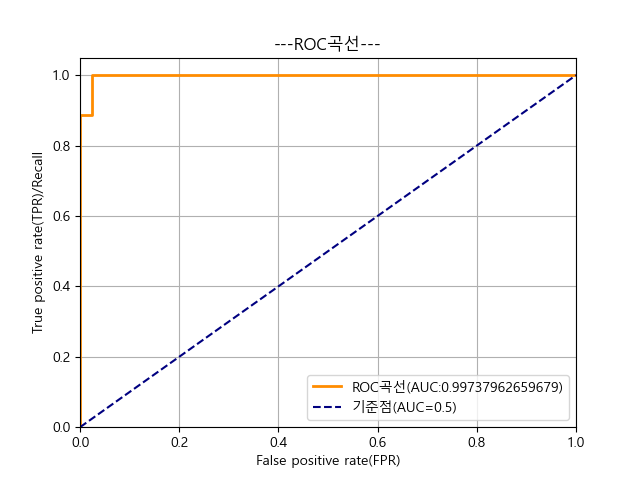 ---ROC곡선---
True positive rate(TPR)/Recall
1.0
0.8
0.6
0.4
0.2
0.0
0.0 0.2 0.4 0.6 0.8 1.0
False positive rate(FPR)
ROC곡선(AUC:0.99737962659679)
기준점(AUC=0.5)